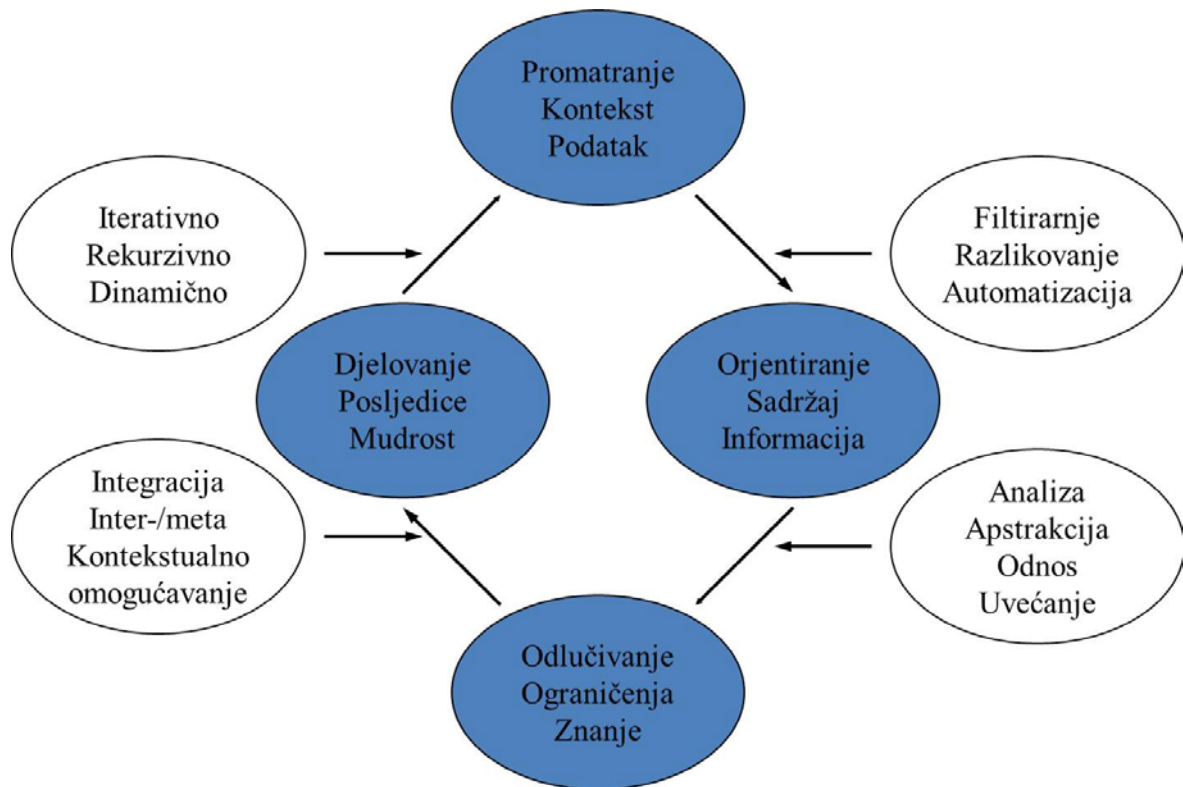 Promatranje
Kontekst
Podatak
Iterativno
Rekurzivno
Dinamično
Filtirarnje
Razlikovanje
Automatizacija
Djelovanje
Posljedice
Mudrost
Orjentiranje
Sadržaj
Informacija
Integracija
Inter-/meta
Kontekstualno
omogućavanje
Analiza
Apstrakcija
Odnos
Uvećanje
Odlučivanje
Ograničenja
Znanje